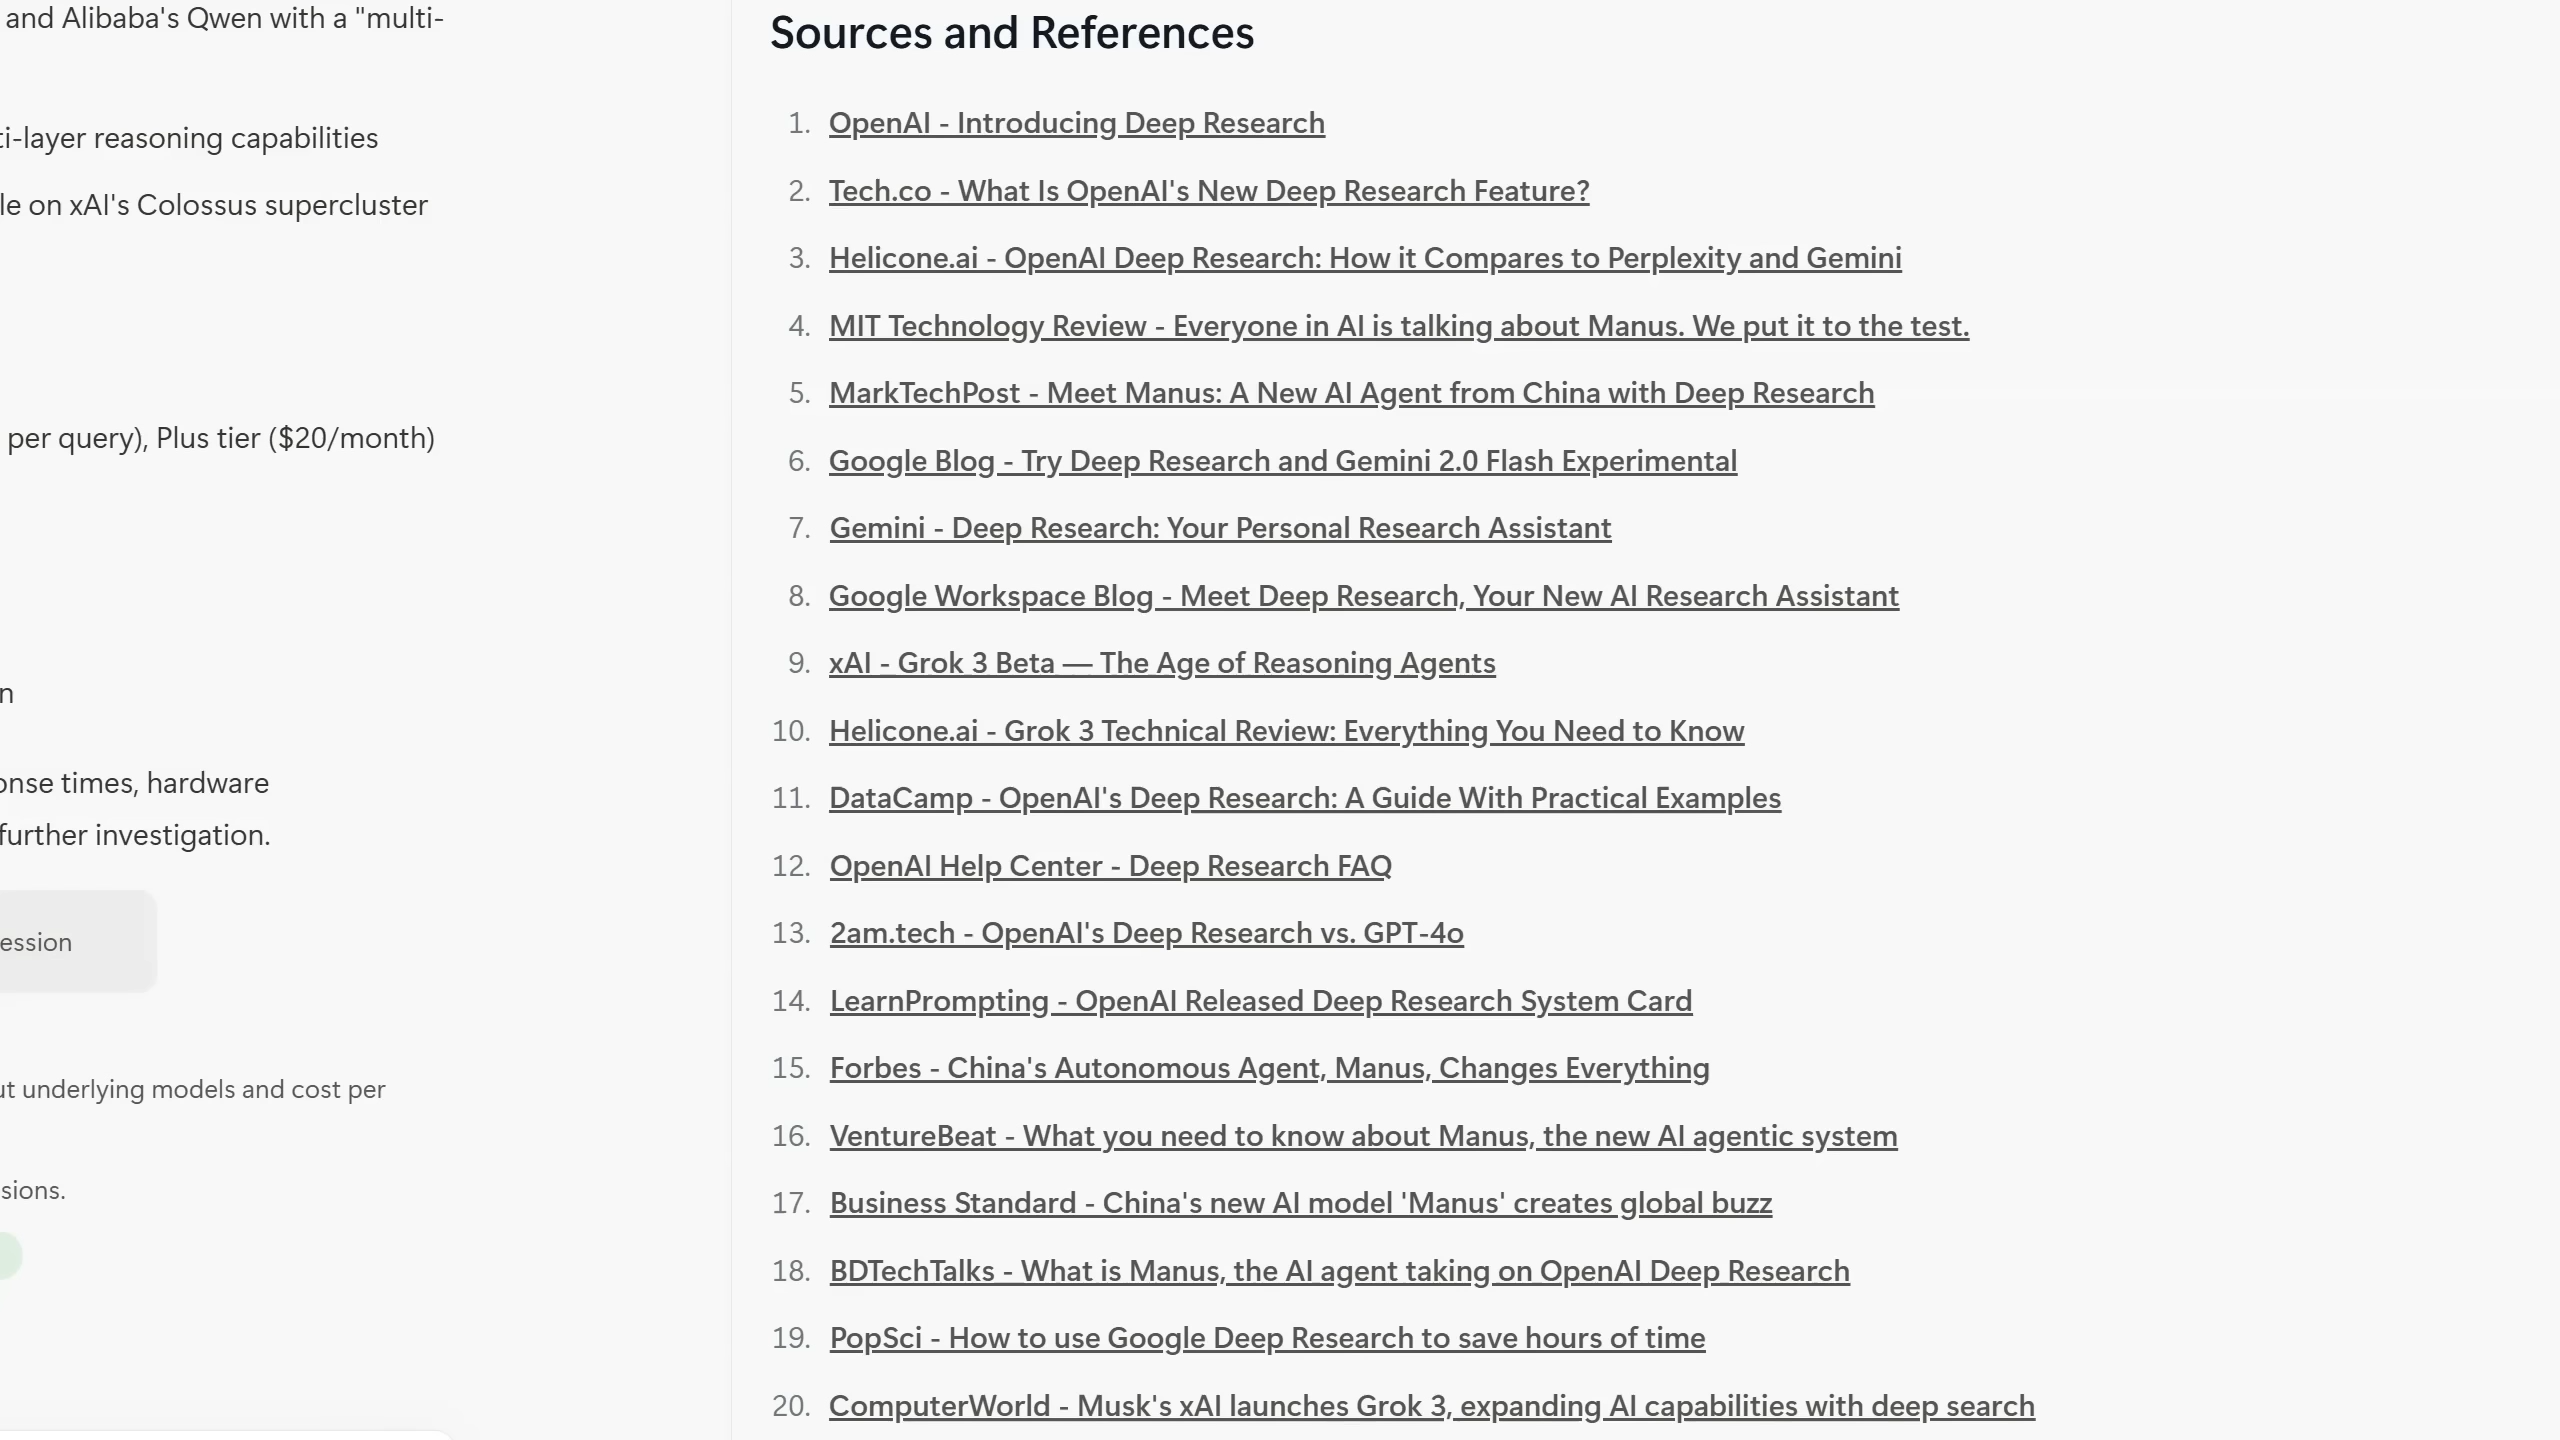 and Alibaba's Qwen with a "multi-
ti-layer reasoning capabilities
le on xAI's Colossus supercluster
per query), Plus tier ($20/month)
n
onse times, hardware
further investigation.
ession
ut underlying models and cost per
sions.
Sources and References
1. OpenAI - Introducing Deep Research
2. Tech.co - What Is OpenAI's New Deep Research Feature?
3. Helicone.ai - OpenAI Deep Research: How it Compares to Perplexity and Gemini
4. MIT Technology Review - Everyone in AI is talking about Manus. We put it to the test.
5. MarkTechPost - Meet Manus: A New AI Agent from China with Deep Research
6. Google Blog - Try Deep Research and Gemini 2.0 Flash Experimental
7. Gemini - Deep Research: Your Personal Research Assistant
8. Google Workspace Blog - Meet Deep Research, Your New AI Research Assistant
9. xAI - Grok 3 Beta — The Age of Reasoning Agents
10. Helicone.ai - Grok 3 Technical Review: Everything You Need to Know
11. DataCamp - OpenAI's Deep Research: A Guide With Practical Examples
12. OpenAI Help Center - Deep Research FAQ
13. 2am.tech - OpenAI's Deep Research vs. GPT-4o
14. LearnPrompting - OpenAI Released Deep Research System Card
15. Forbes - China's Autonomous Agent, Manus, Changes Everything
16. VentureBeat - What you need to know about Manus, the new AI agentic system
17. Business Standard - China's new AI model 'Manus' creates global buzz
18. BDTechTalks - What is Manus, the AI agent taking on OpenAI Deep Research
19. PopSci - How to use Google Deep Research to save hours of time
20. ComputerWorld - Musk's xAI launches Grok 3, expanding AI capabilities with deep search